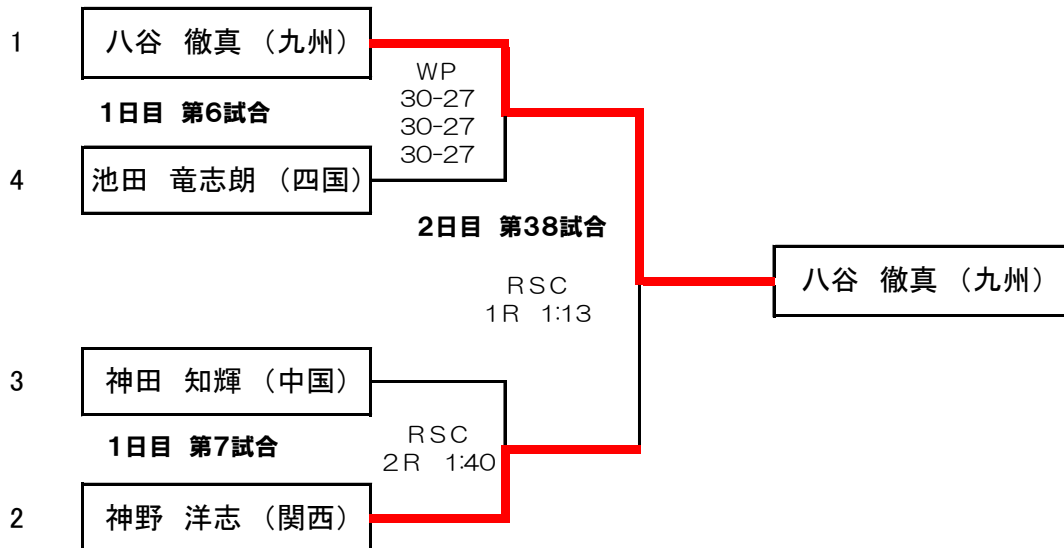 1
八谷 徹真 (九州)
WP
30-27
30-27
30-27
1日目 第6試合
4
池田 竜志朗 (四国)
2日目 第38試合
八谷 徹真 (九州)
RSC
1R 1:13
3
神田 知輝 (中国)
1日目 第7試合
RSC
2R 1:40
2
神野 洋志 (関西)